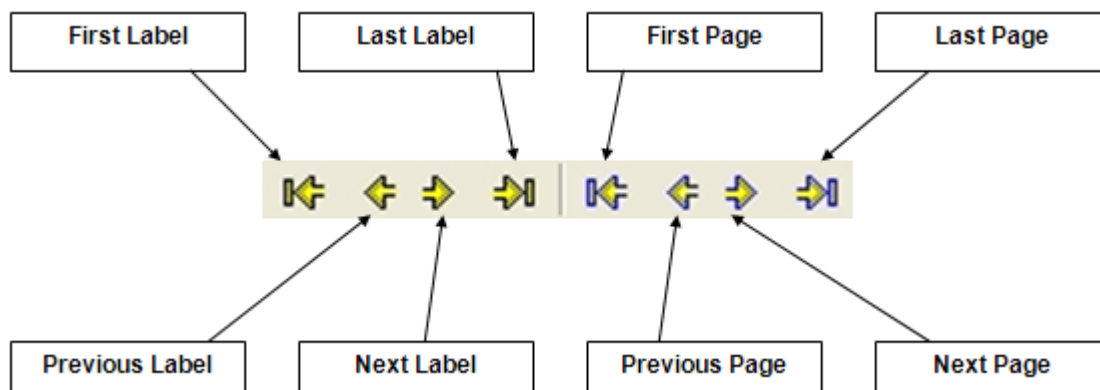 First Label
Last Label
First Page
Last Page
Previous Label
Next Label
Previous Page
Next Page